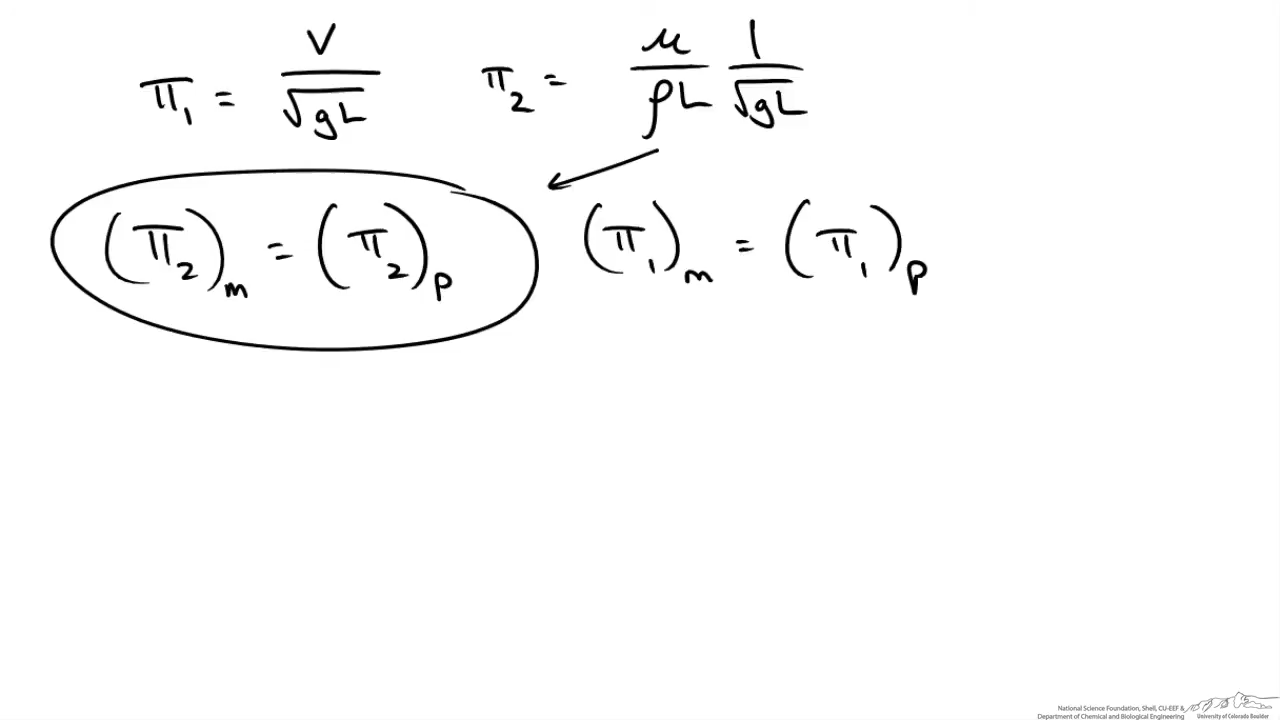 π₁ = V / √gL   π₂ = μ / ρL 1 / √gL
(π₂)ₘ = (π₂)ₚ   (π₁)ₘ = (π₁)ₚ
National Science Foundation, Shell, CU-EEF &
Department of Chemical and Biological Engineering University of Colorado Boulder